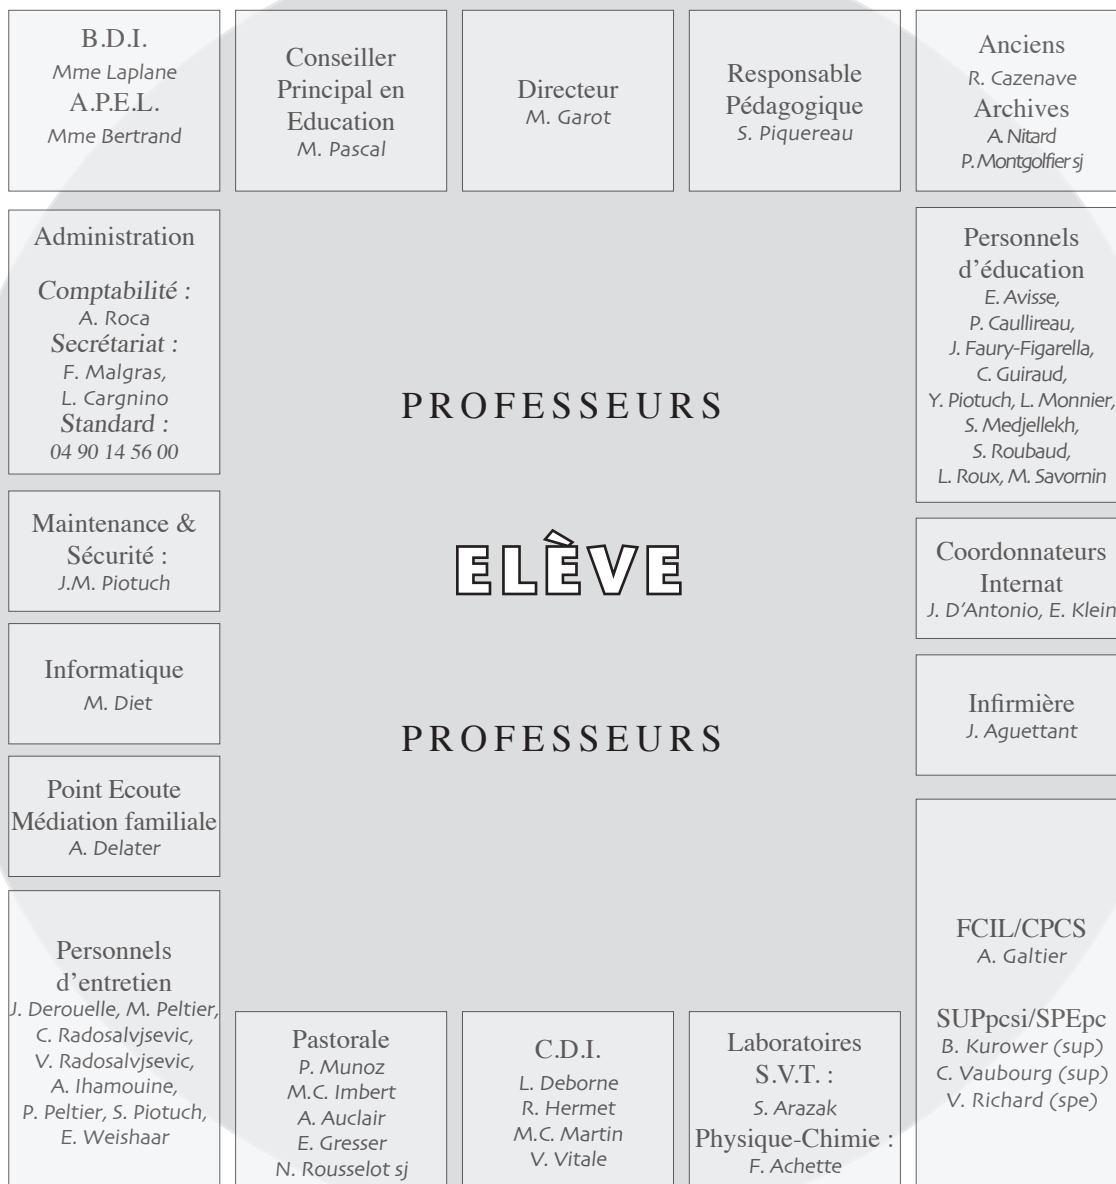 B.D.I.
Mme Laplane
A.P.E.L.
Mme Bertrand
Conseiller
Principal en
Education
M. Pascal
Directeur
M. Garot
Responsable
Pédagogique
S. Piquereau
Anciens
R. Cazenave
Archives
A. Nitard
P. Montgolfier sj
Administration
Comptabilité :
A. Roca
Secrétariat :
F. Malgras,
L. Cargnino
Standard :
04 90 14 56 00
Maintenance &
Sécurité :
J.M. Piotuch
Informatique
M. Diet
Point Ecoute
Médiation familiale
A. Delater
Personnels
d'entretien
J. Derouelle, M. Peltier,
C. Radosalvjsevic,
V. Radosalvjsevic,
A. Ihamouine,
P. Peltier, S. Piotuch,
E. Weishaar
PROFESSEURS
ELÈVE
PROFESSEURS
Personnels
d'éducation
E. Avisse,
P. Caullireau,
J. Faury-Figarella,
C. Guiraud,
Y. Piotuch, L. Monnier,
S. Medjellekh,
S. Roubaud,
L. Roux, M. Savornin
Coordonnateurs
Internat
J. D'Antonio, E. Klein
Infirmière
J. Aguettant
FCIL/CPCS
A. Galtier
SUPpcsi/SPEpc
B. Kurower (sup)
C. Vaubourg (sup)
V. Richard (spe)
Pastorale
P. Munoz
M.C. Imbert
A. Auclair
E. Gresser
N. Rousselot sj
C.D.I.
L. Deborne
R. Hermet
M.C. Martin
V. Vitale
Laboratoires
S.V.T. :
S. Arazak
Physique-Chimie :
F. Achette